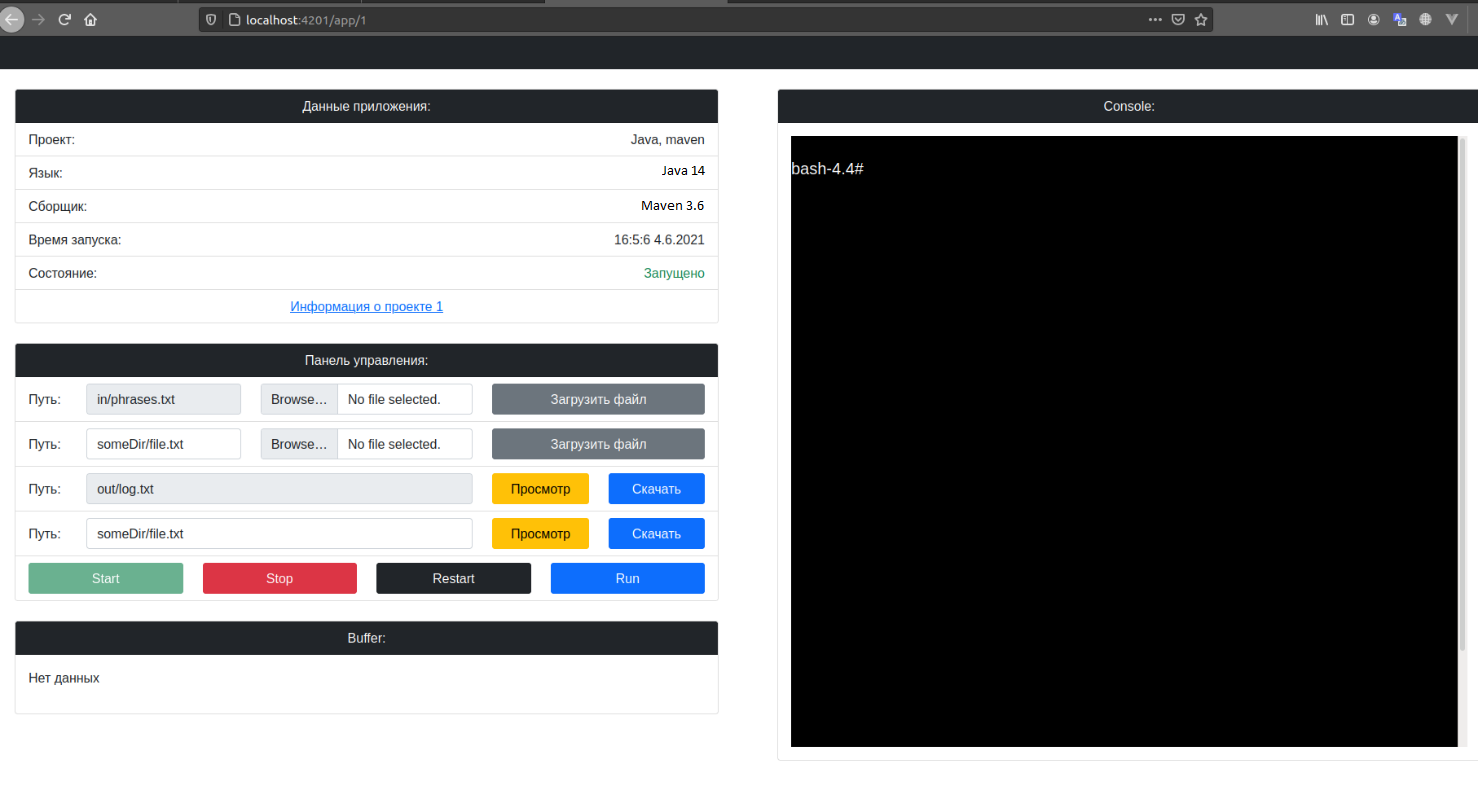 localhost:4201/app/1
Данные приложения:
Проект: Java, maven
Язык: Java 14
Сборщик: Maven 3.6
Время запуска: 16:5:6 4.6.2021
Состояние: Запущено
Информация о проекте 1
Панель управления:
Путь: in/phrases.txt Browse… No file selected. Загрузить файл
Путь: someDir/file.txt Browse… No file selected. Загрузить файл
Путь: out/log.txt Просмотр Скачать
Путь: someDir/file.txt Просмотр Скачать
Start Stop Restart Run
Buffer:
Нет данных
Console:
bash-4.4#